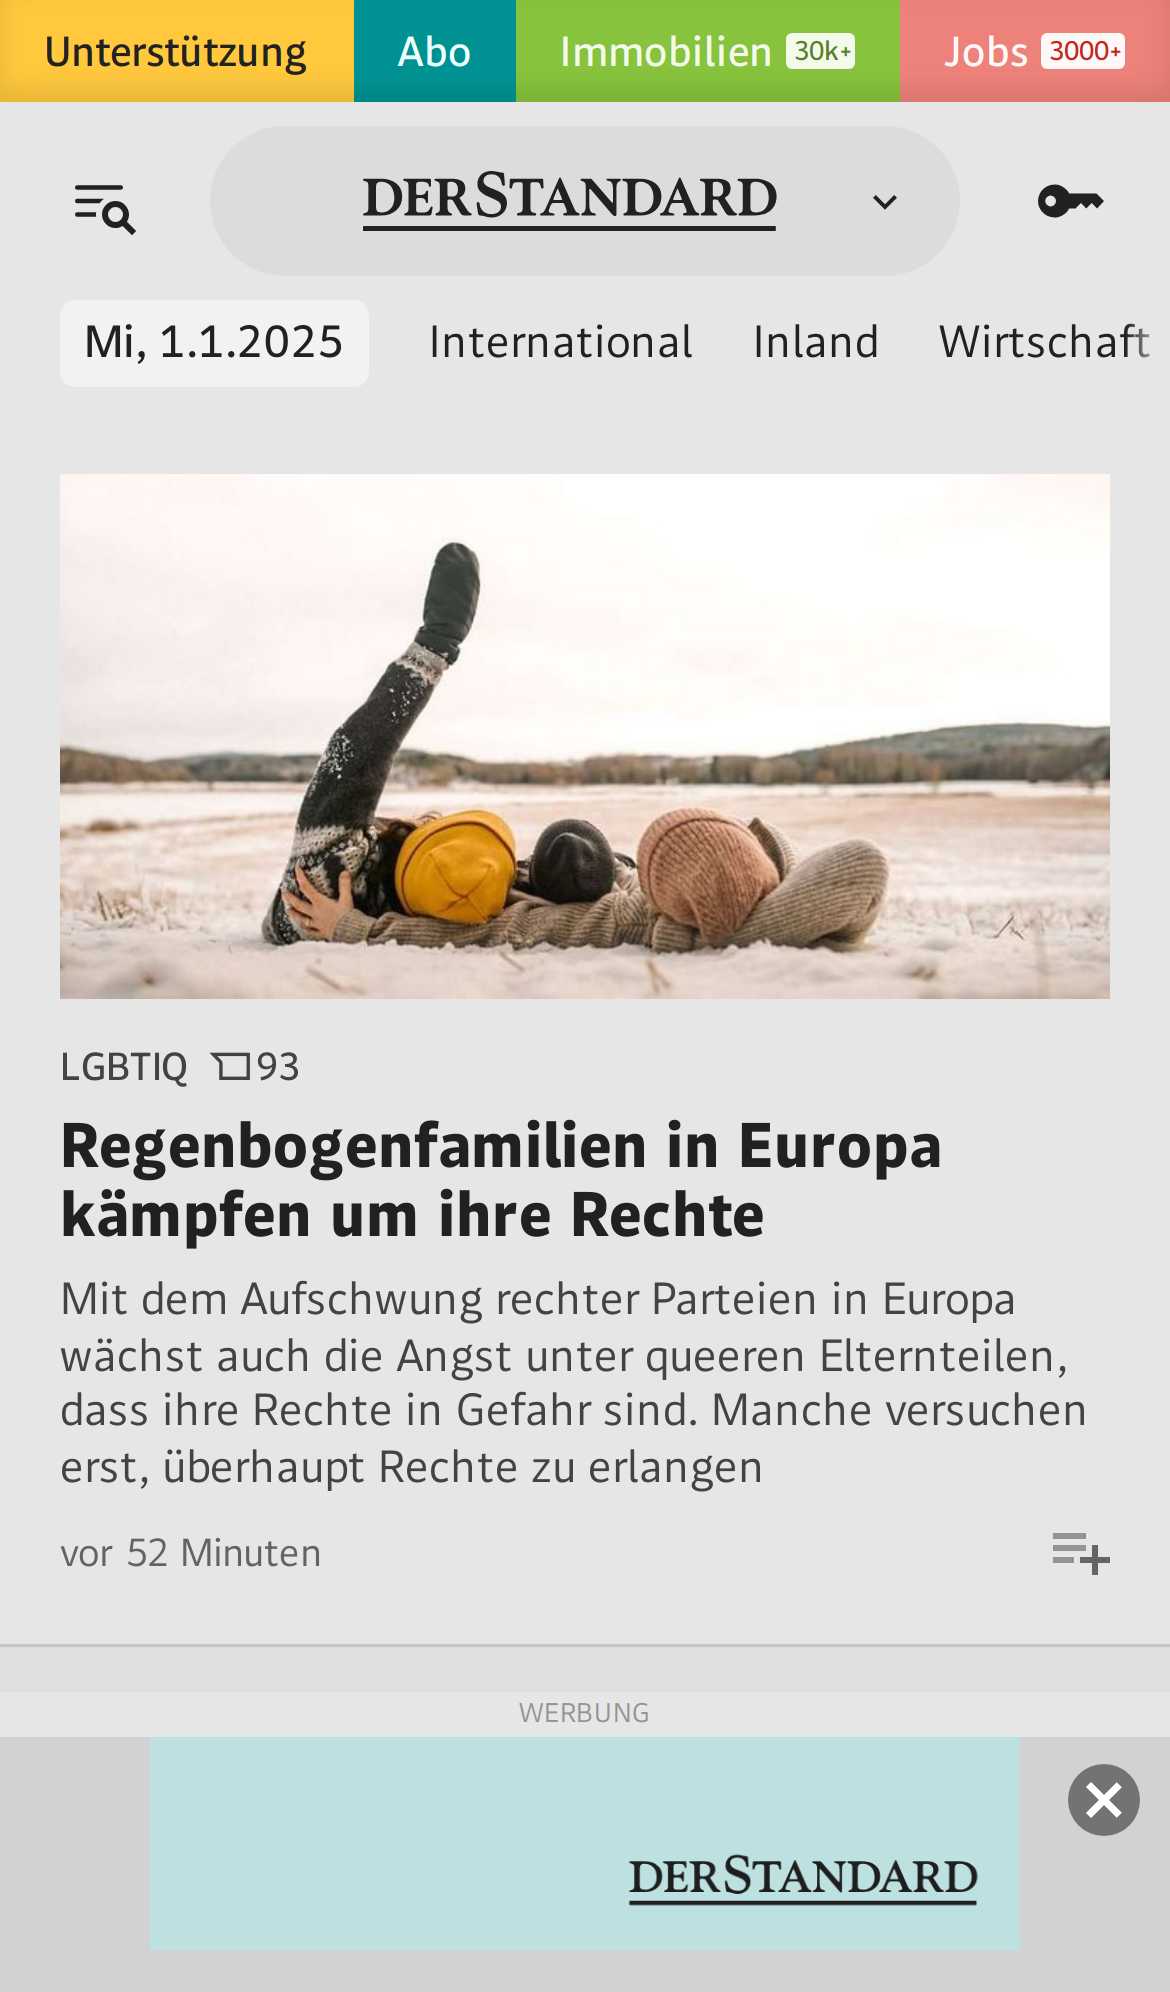 Unterstützung
Abo
Immobilien 30k+
Jobs 3000+
DERSTANDARD
Mi, 1.1.2025
International
Inland
Wirtschaft
LGBTIQ 93
Regenbogenfamilien in Europa
kämpfen um ihre Rechte
Mit dem Aufschwung rechter Parteien in Europa
wächst auch die Angst unter queeren Elternteilen,
dass ihre Rechte in Gefahr sind. Manche versuchen
erst, überhaupt Rechte zu erlangen
vor 52 Minuten
WERBUNG
DERSTANDARD